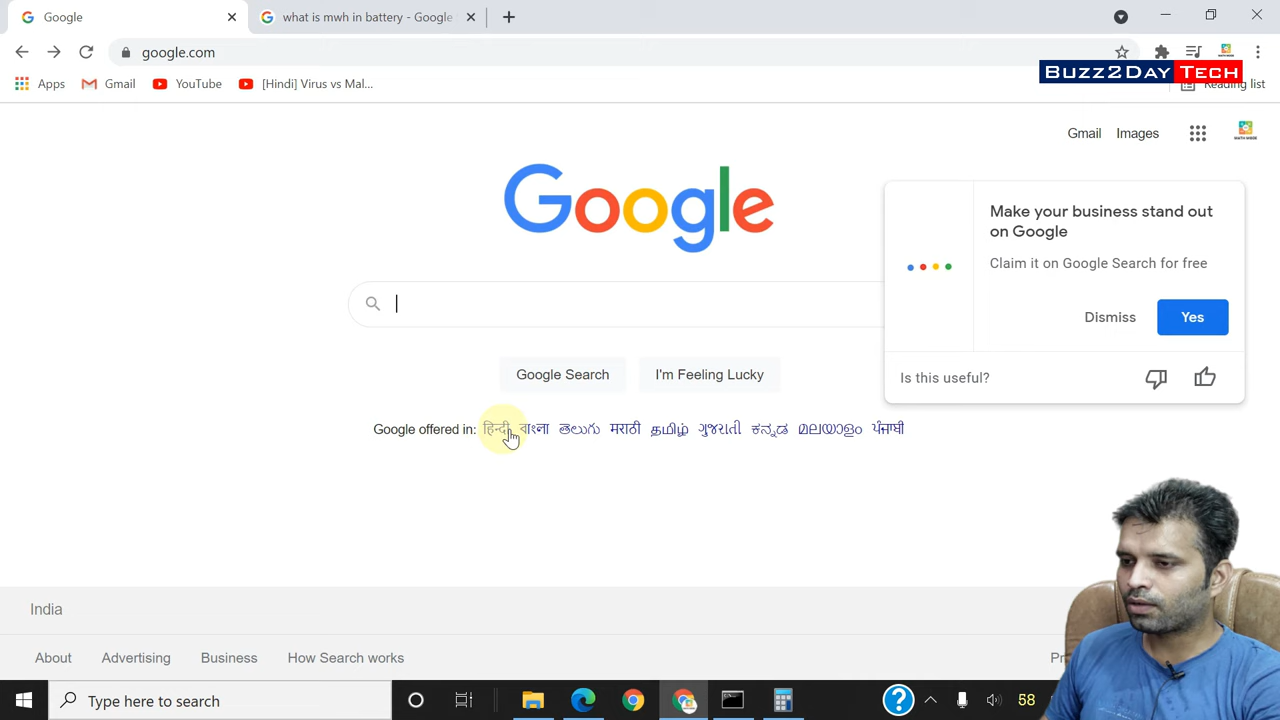 Google
what is mwh in battery - Google
google.com
Buzz2Day Tech
Apps
Gmail
YouTube
[Hindi] Virus vs Mal...
Reading list
Gmail
Images
Google
Make your business stand out
on Google
Claim it on Google Search for free
Dismiss
Yes
Is this useful?
Google Search
I'm Feeling Lucky
Google offered in: हिन्दी বাংলা తెలుగు मराठी தமிழ் ગુજરાતી ಕನ್ನಡ മലയാളം ਪੰਜਾਬੀ
India
About
Advertising
Business
How Search works
Type here to search
58